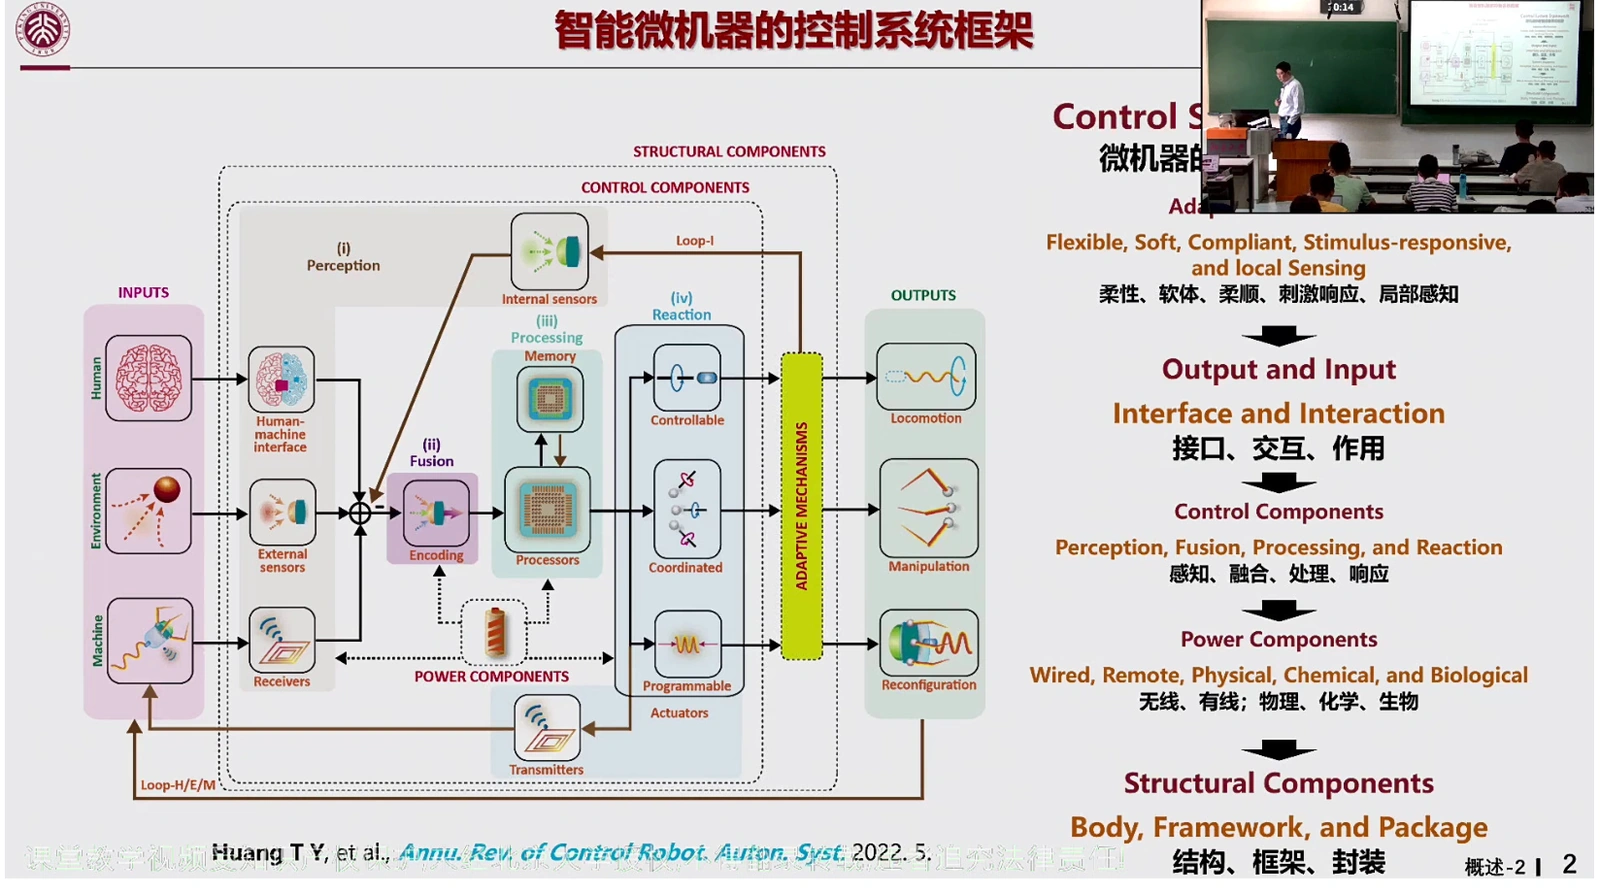 智能微机器的控制系统框架
0:14
STRUCTURAL COMPONENTS
CONTROL COMPONENTS
(i)
Perception
Loop-I
Internal sensors
INPUTS
OUTPUTS
(iv)
Reaction
(iii)
Processing
Memory
Human
Human-
machine
interface
(ii)
Fusion
Controllable
Locomotion
Environment
External
sensors
-
Encoding
Processors
Coordinated
ADAPTIVE MECHANISMS
Manipulation
Machine
Receivers
POWER COMPONENTS
Programmable
Reconfiguration
Actuators
Transmitters
Loop-H/E/M
Huang T Y, et al., Annu. Rev. of Control Robot. Auton. Syst. 2022. 5.
Control
微机器的
Flexible, Soft, Compliant, Stimulus-responsive,
and local Sensing
柔性、软体、柔顺、刺激响应、局部感知
Output and Input
Interface and Interaction
接口、交互、作用
Control Components
Perception, Fusion, Processing, and Reaction
感知、融合、处理、响应
Power Components
Wired, Remote, Physical, Chemical, and Biological
无线、有线；物理、化学、生物
Structural Components
Body, Framework, and Package
结构、框架、封装
概述-2 | 2